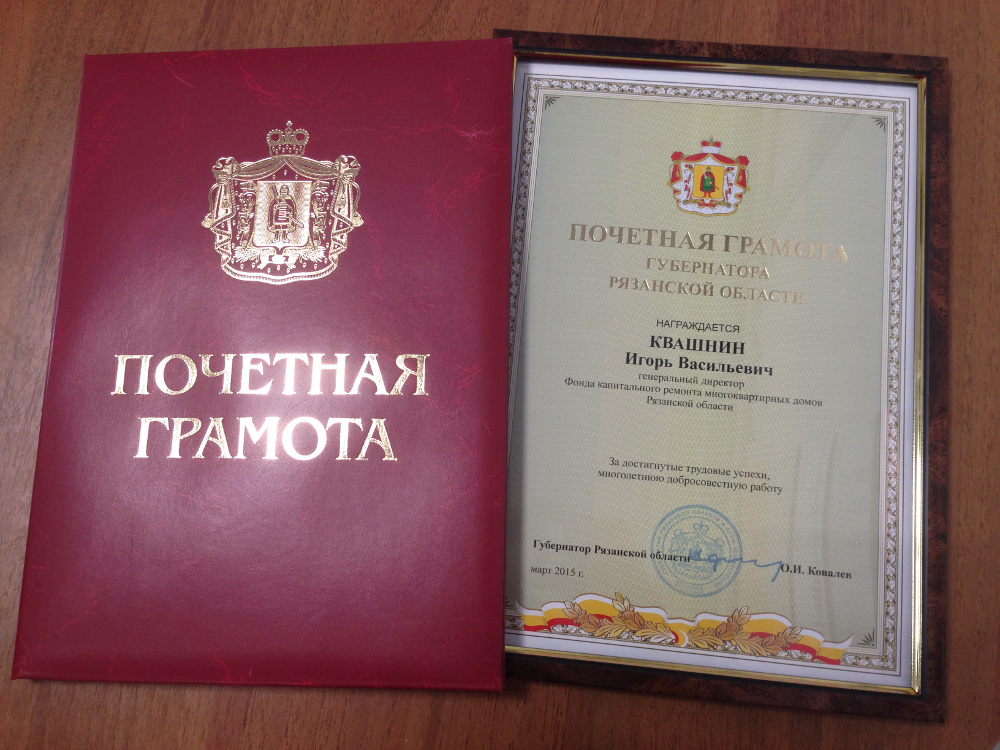 ПОЧЕТНАЯ
ГРАМОТА
ПОЧЕТНАЯ ГРАМОТА
ГУБЕРНАТОРА
РЯЗАНСКОЙ ОБЛАСТИ
НАГРАЖДАЕТСЯ
КВАШНИН
Игорь Васильевич
генеральный директор
Фонда капитального ремонта многоквартирных домов
Рязанской области
За достигнутые трудовые успехи,
многолетнюю добросовестную работу
Губернатор Рязанской области
О.И. Ковалев
март 2015 г.